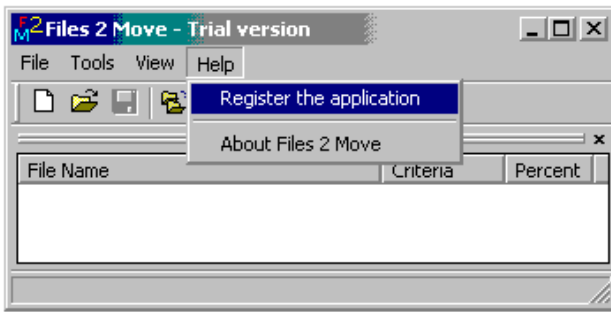 Files 2 Move - Trial version
File Tools View Help
Register the application
About Files 2 Move
File Name Criteria Percent